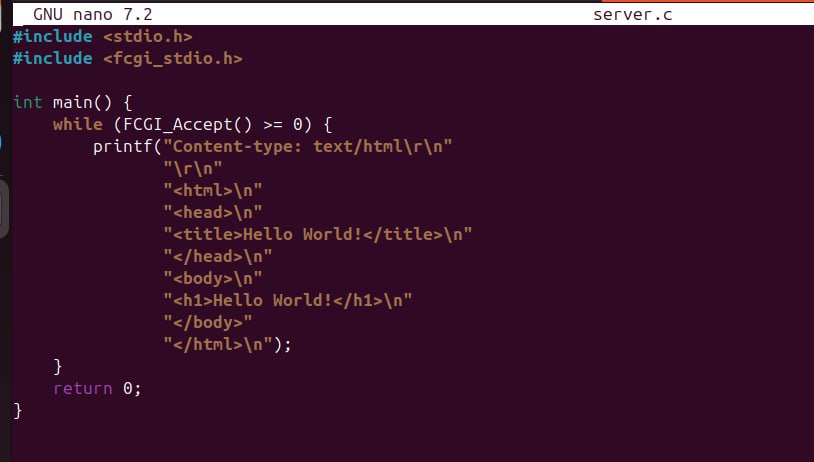 GNU nano 7.2 server.c
#include <stdio.h>
#include <fcgi_stdio.h>

int main() {
    while (FCGI_Accept() >= 0) {
        printf("Content-type: text/html\r\n"
               "\r\n"
               "<html>\n"
               "<head>\n"
               "<title>Hello World!</title>\n"
               "</head>\n"
               "<body>\n"
               "<h1>Hello World!</h1>\n"
               "</body>"
               "</html>\n");
    }
    return 0;
}